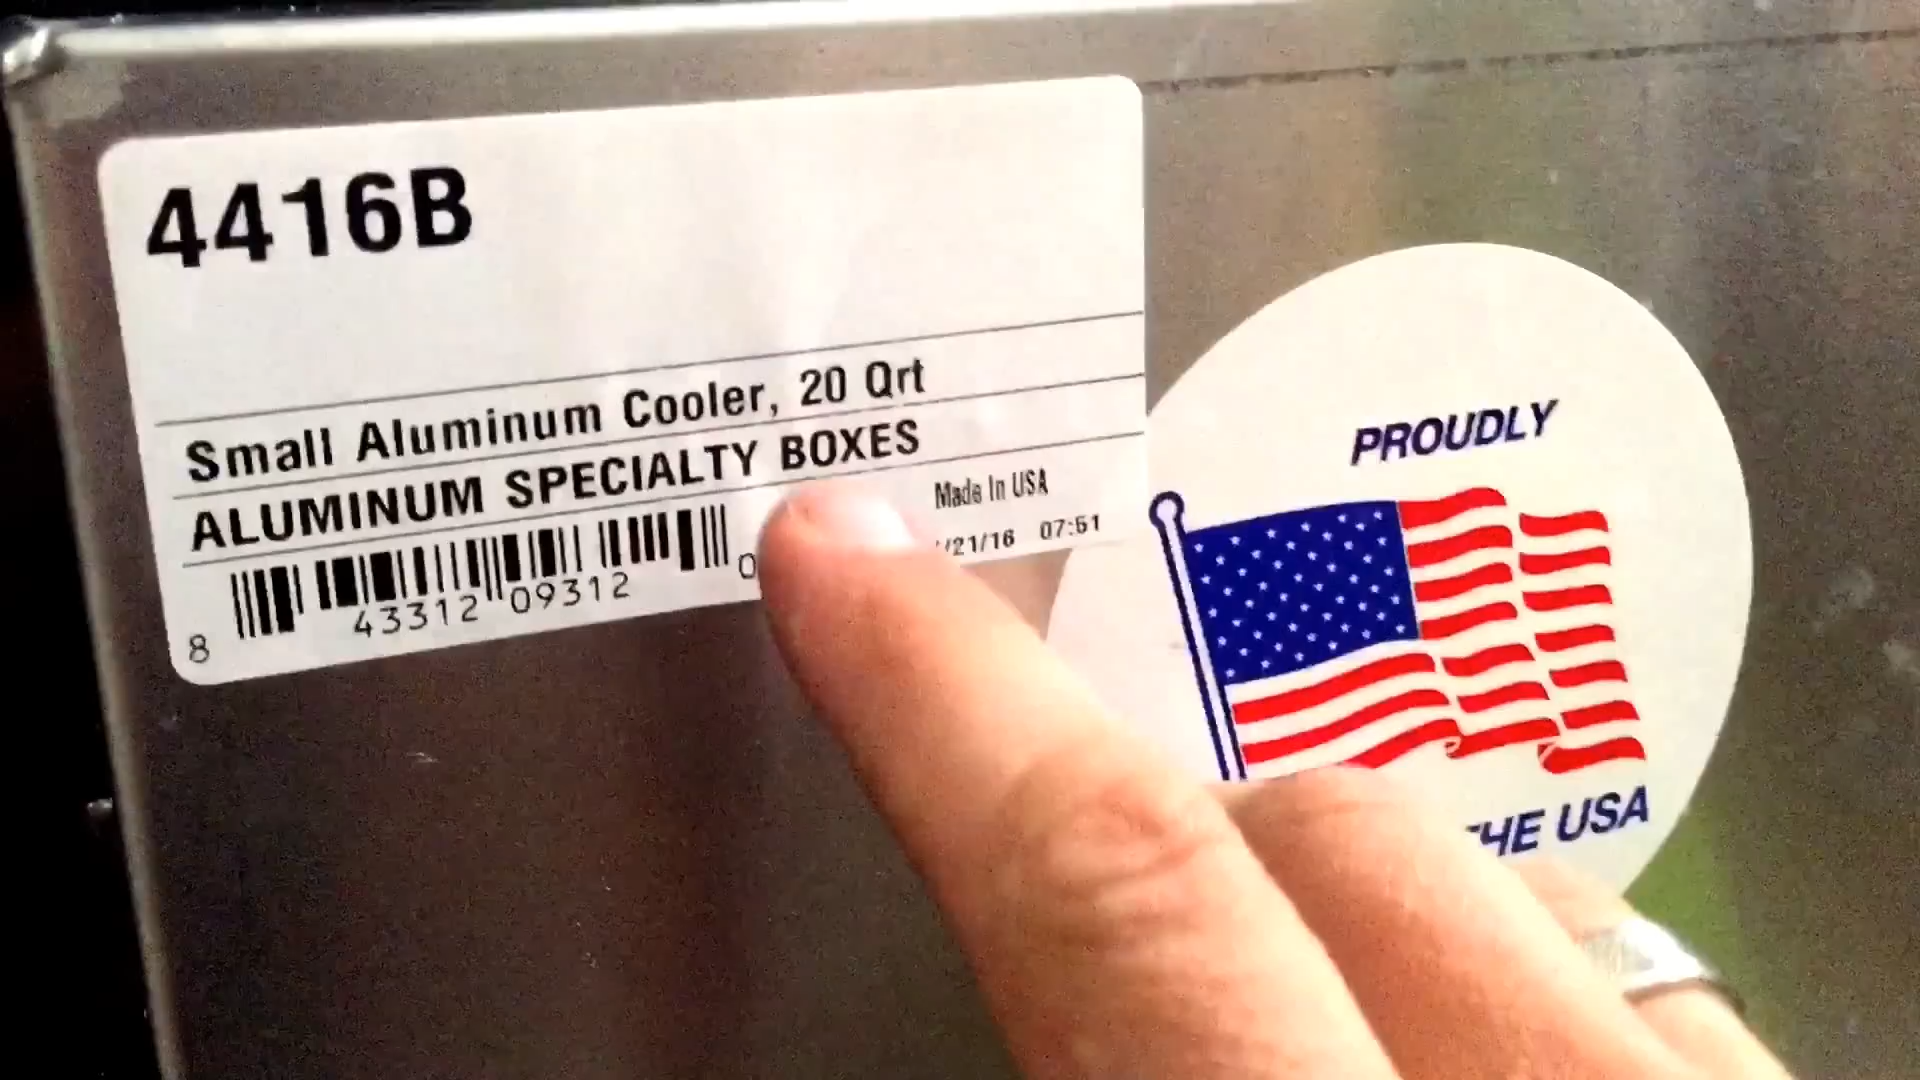 4416B
Small Aluminum Cooler, 20 Qrt
ALUMINUM SPECIALTY BOXES
Made In USA
/21/16 07:51
8 43312 09312 0
PROUDLY
HE USA